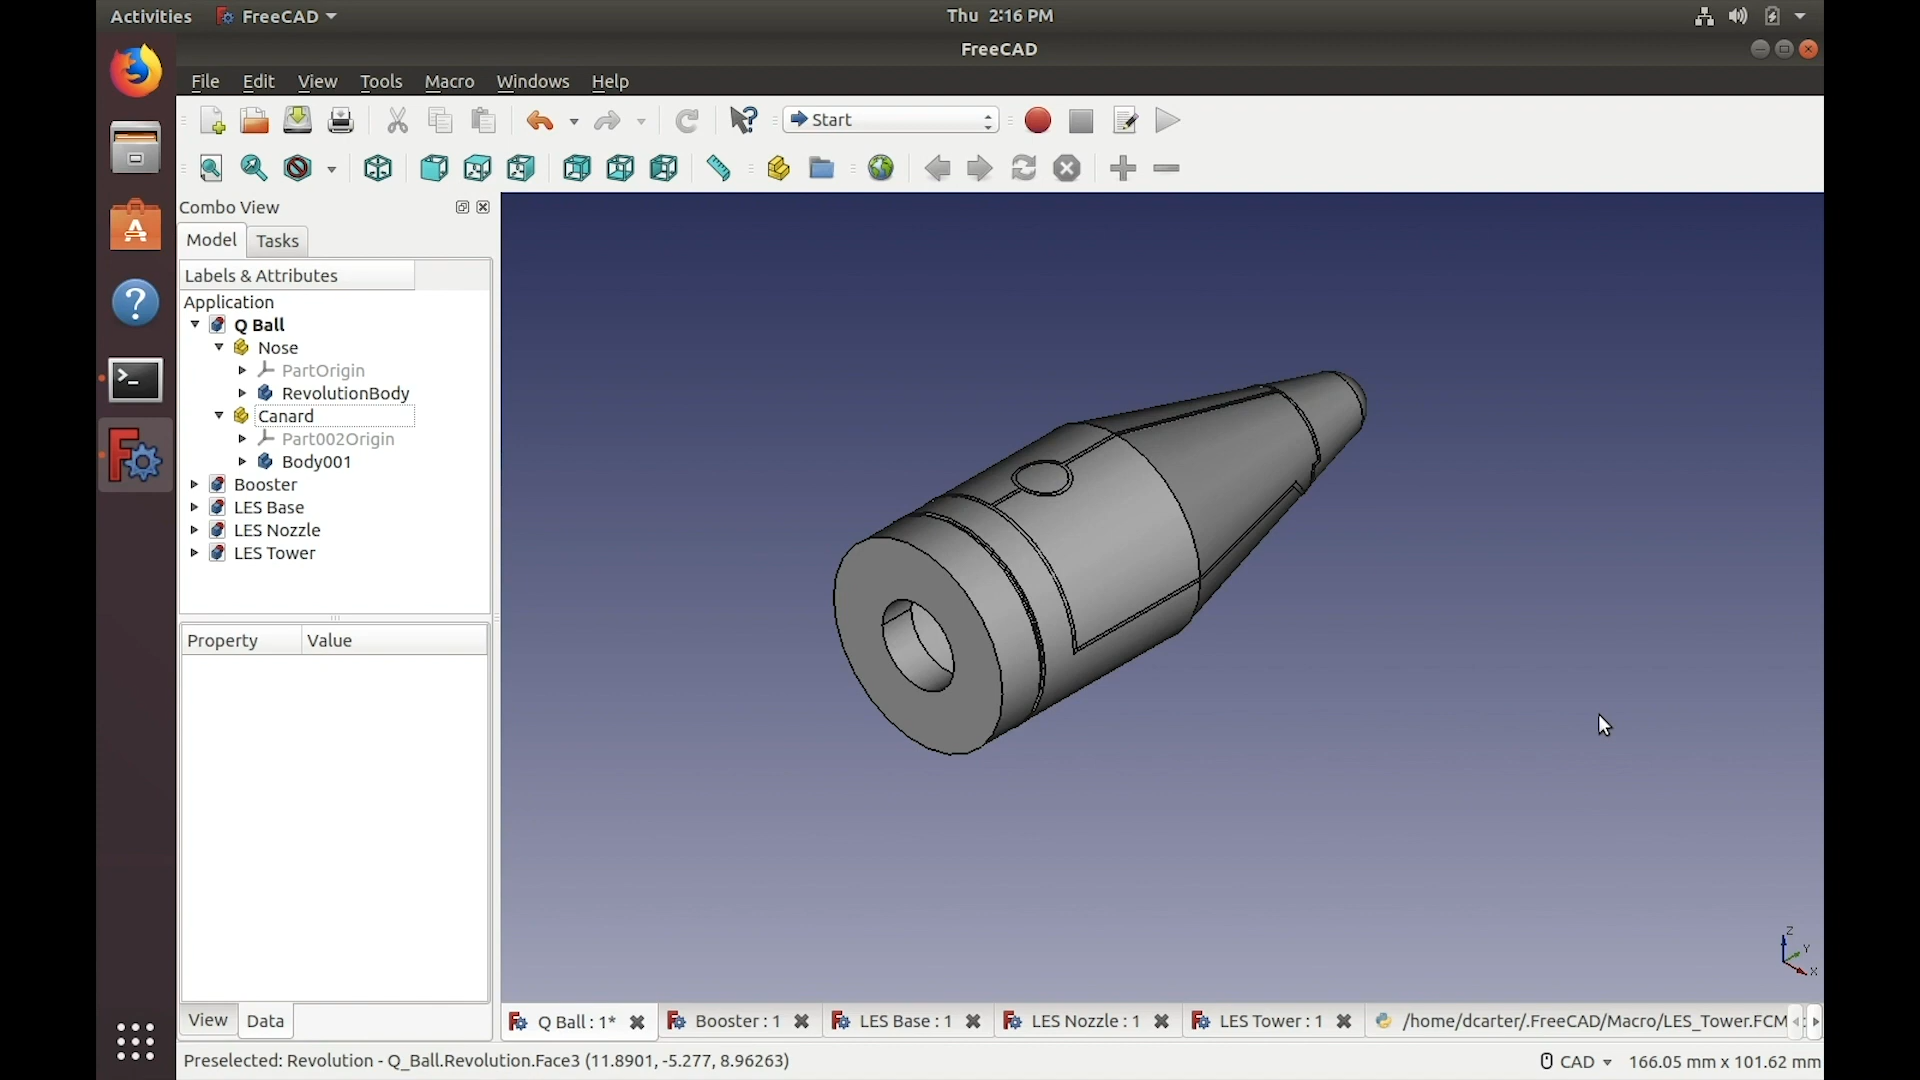 Activities FreeCAD Thu 2:16 PM
FreeCAD
File Edit View Tools Macro Windows Help
Start
Combo View
Model Tasks
Labels & Attributes
Application
Q Ball
Nose
PartOrigin
RevolutionBody
Canard
Part002Origin
Body001
Booster
LES Base
LES Nozzle
LES Tower
Property Value
Z
Y
X
View Data
Q Ball : 1* Booster : 1 LES Base : 1 LES Nozzle : 1 LES Tower : 1 /home/dcarter/.FreeCAD/Macro/LES_Tower.FCM
Preselected: Revolution - Q_Ball.Revolution.Face3 (11.8901, -5.277, 8.96263) CAD 166.05 mm x 101.62 mm